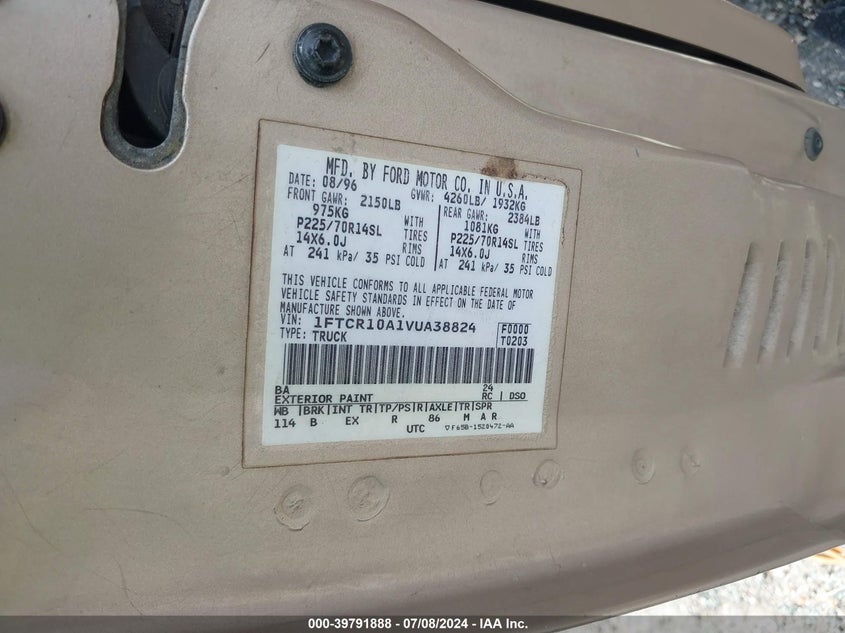 MFD. BY FORD MOTOR CO. IN U.S.A.
DATE: 08/96 GVWR: 4260LB/ 1932KG
FRONT GAWR: 2150LB REAR GAWR: 2384LB
975KG WITH 1081KG WITH
P225/70R14SL TIRES P225/70R14SL TIRES
14X6.0J RIMS 14X6.0J RIMS
AT 241 kPa/ 35 PSI COLD AT 241 kPa/ 35 PSI COLD
THIS VEHICLE CONFORMS TO ALL APPLICABLE FEDERAL MOTOR
VEHICLE SAFETY STANDARDS IN EFFECT ON THE DATE OF
MANUFACTURE SHOWN ABOVE.
VIN: 1FTCR10A1VUA38824 F0000
TYPE: TRUCK T0203
BA 24
EXTERIOR PAINT RC | DSO
WB |BRK|INT TR|TP/PS|R|AXLE|TR|SPR
114 B EX R 86 M A R
UTC ▽F65B-1520472-AA
000-39791888 - 07/08/2024 - IAA Inc.